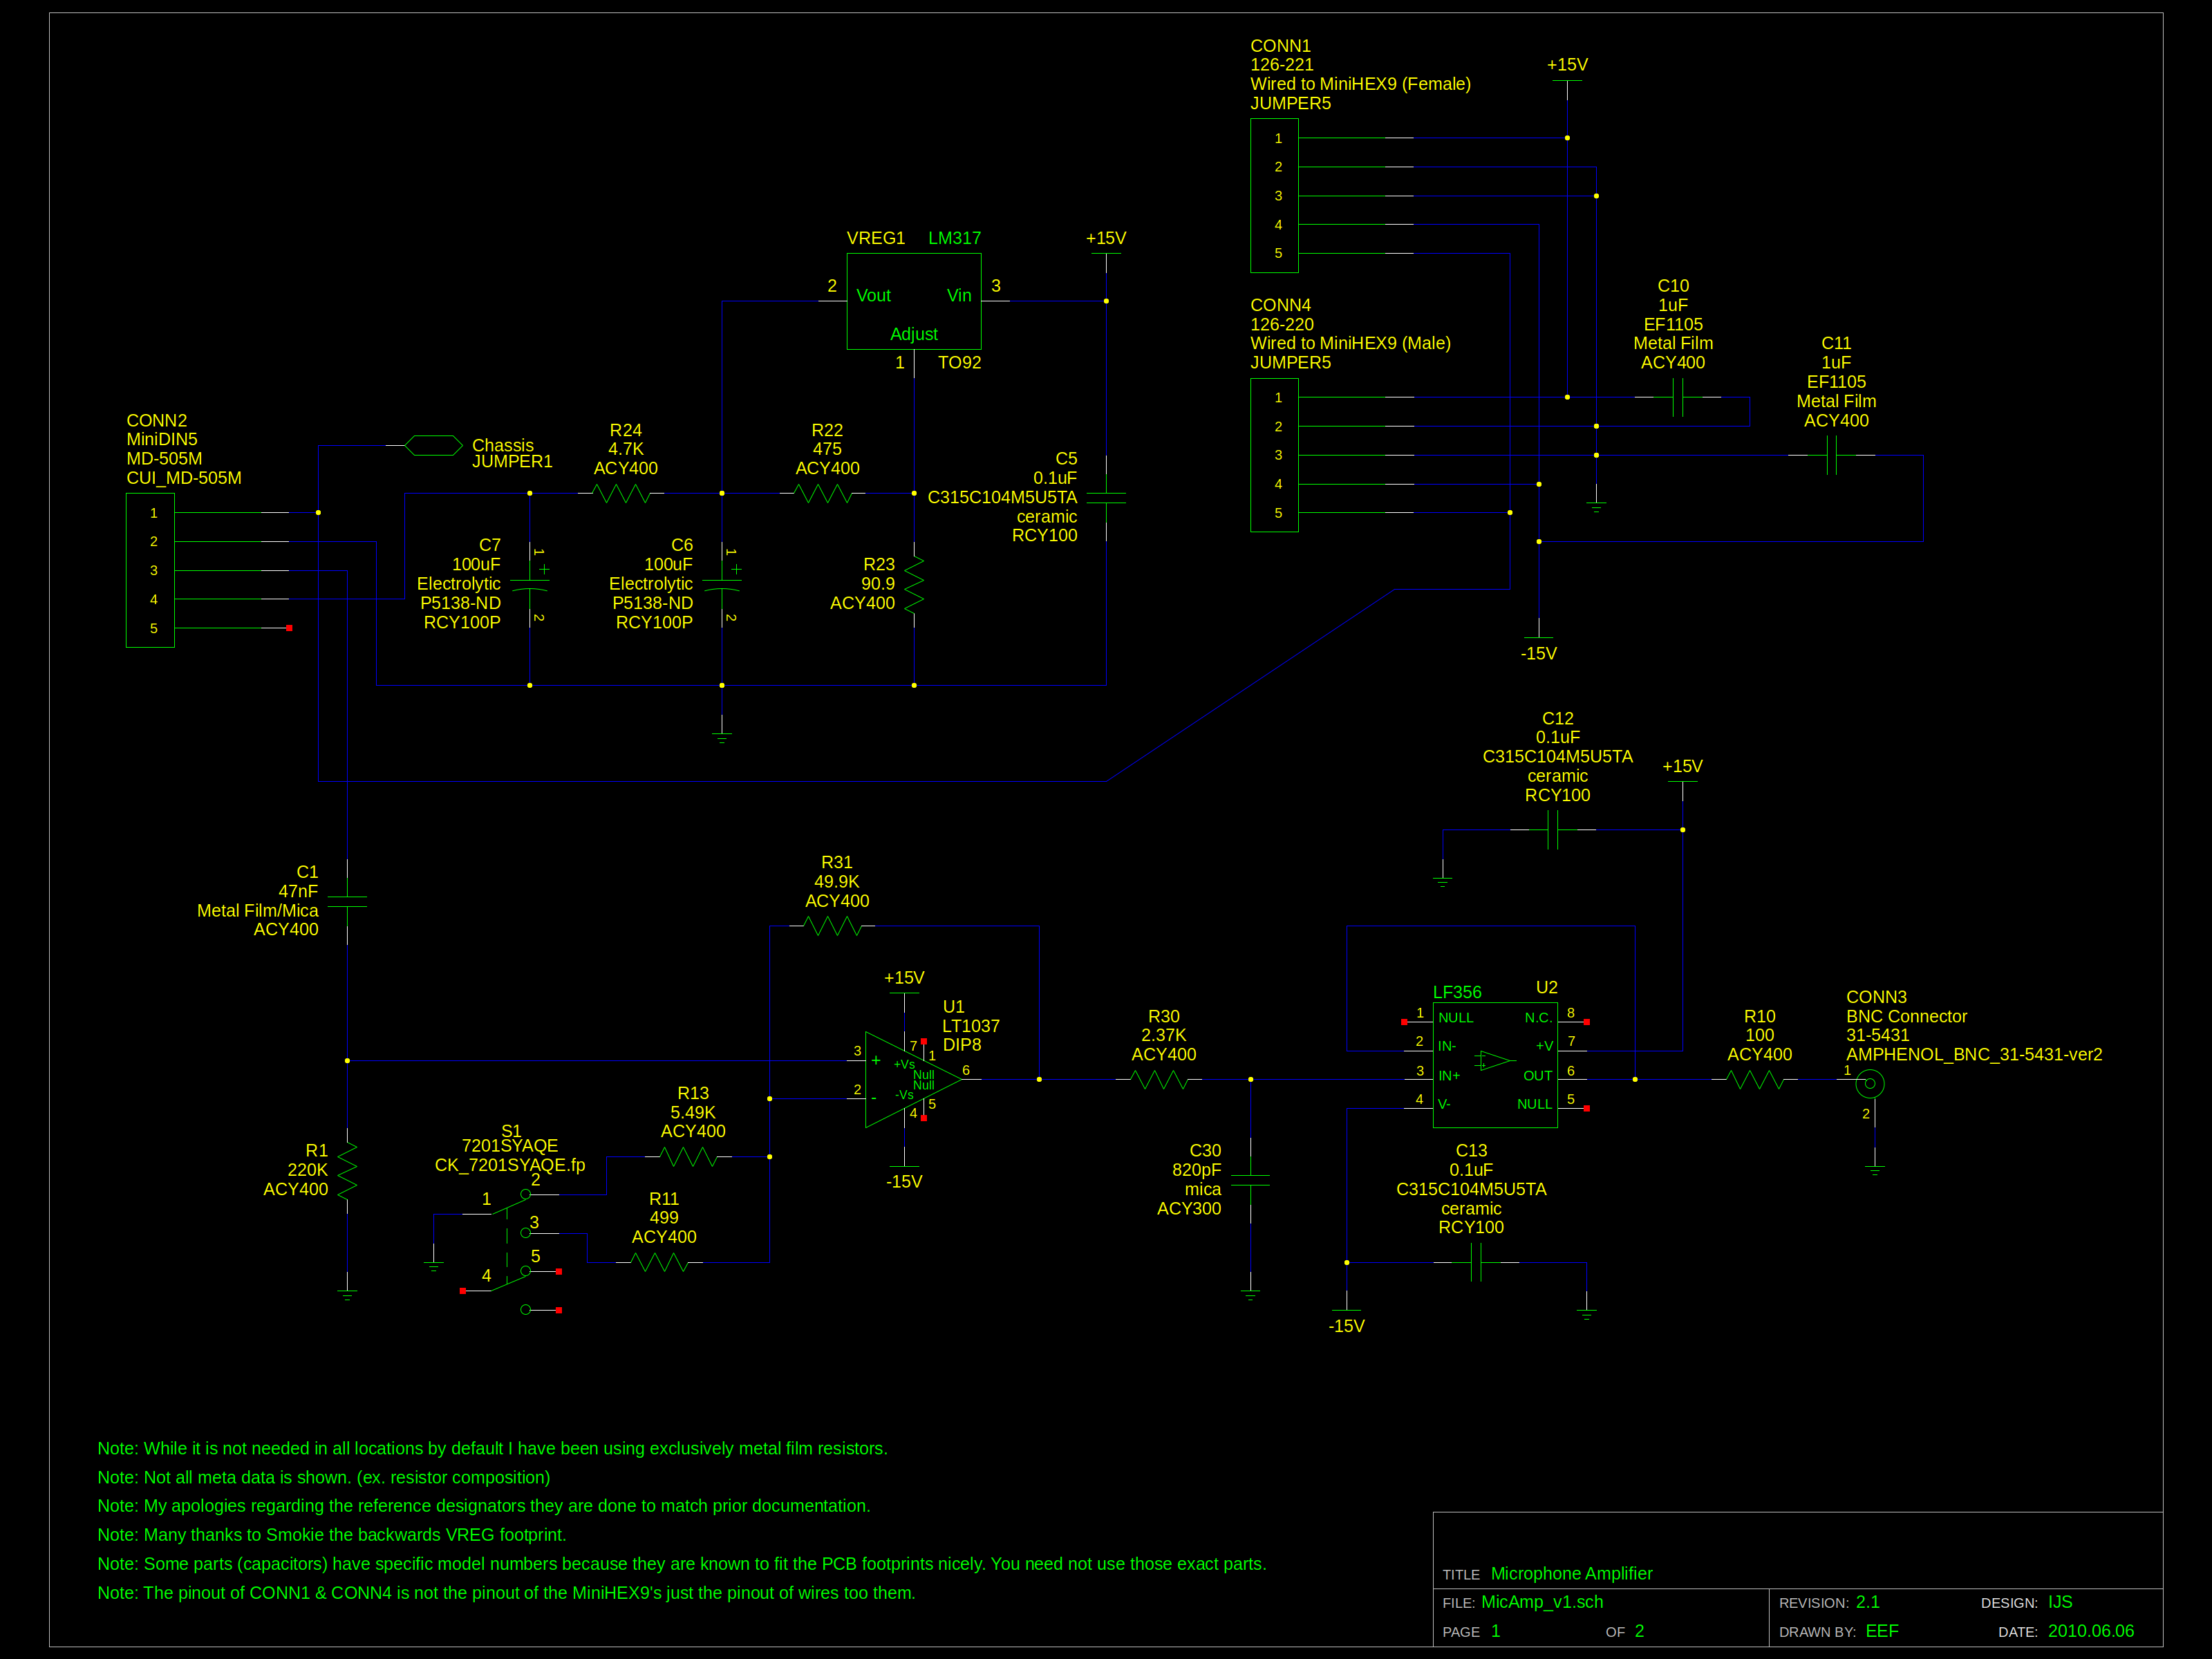 CONN1
126-221
Wired to MiniHEX9 (Female)
JUMPER5
1
2
3
4
5
+15V
CONN4
126-220
Wired to MiniHEX9 (Male)
JUMPER5
1
2
3
4
5
C10
1uF
EF1105
Metal Film
ACY400
C11
1uF
EF1105
Metal Film
ACY400
-15V
VREG1 LM317
2 Vout Vin 3
Adjust
1 TO92
+15V
CONN2
MiniDIN5
MD-505M
CUI_MD-505M
1
2
3
4
5
Chassis
JUMPER1
R24
4.7K
ACY400
R22
475
ACY400
C5
0.1uF
C315C104M5U5TA
ceramic
RCY100
C7
100uF
Electrolytic
P5138-ND
RCY100P
1
+
2
C6
100uF
Electrolytic
P5138-ND
RCY100P
1
+
2
R23
90.9
ACY400
C12
0.1uF
C315C104M5U5TA
ceramic
RCY100
+15V
C1
47nF
Metal Film/Mica
ACY400
R31
49.9K
ACY400
+15V
U1
LT1037
DIP8
3 +
2 -
7
1
+Vs
Null
Null
-Vs
4
5
6
-15V
R1
220K
ACY400
S1
7201SYAQE
CK_7201SYAQE.fp
1
2
3
4
5
R13
5.49K
ACY400
R11
499
ACY400
R30
2.37K
ACY400
C30
820pF
mica
ACY300
LF356 U2
1 NULL N.C. 8
2 IN- +V 7
3 IN+ OUT 6
4 V- NULL 5
C13
0.1uF
C315C104M5U5TA
ceramic
RCY100
-15V
R10
100
ACY400
CONN3
BNC Connector
31-5431
AMPHENOL_BNC_31-5431-ver2
1
2
Note: While it is not needed in all locations by default I have been using exclusively metal film resistors.
Note: Not all meta data is shown. (ex. resistor composition)
Note: My apologies regarding the reference designators they are done to match prior documentation.
Note: Many thanks to Smokie the backwards VREG footprint.
Note: Some parts (capacitors) have specific model numbers because they are known to fit the PCB footprints nicely. You need not use those exact parts.
Note: The pinout of CONN1 & CONN4 is not the pinout of the MiniHEX9's just the pinout of wires too them.
TITLE Microphone Amplifier
FILE: MicAmp_v1.sch
REVISION: 2.1
DESIGN: IJS
PAGE 1 OF 2
DRAWN BY: EEF
DATE: 2010.06.06